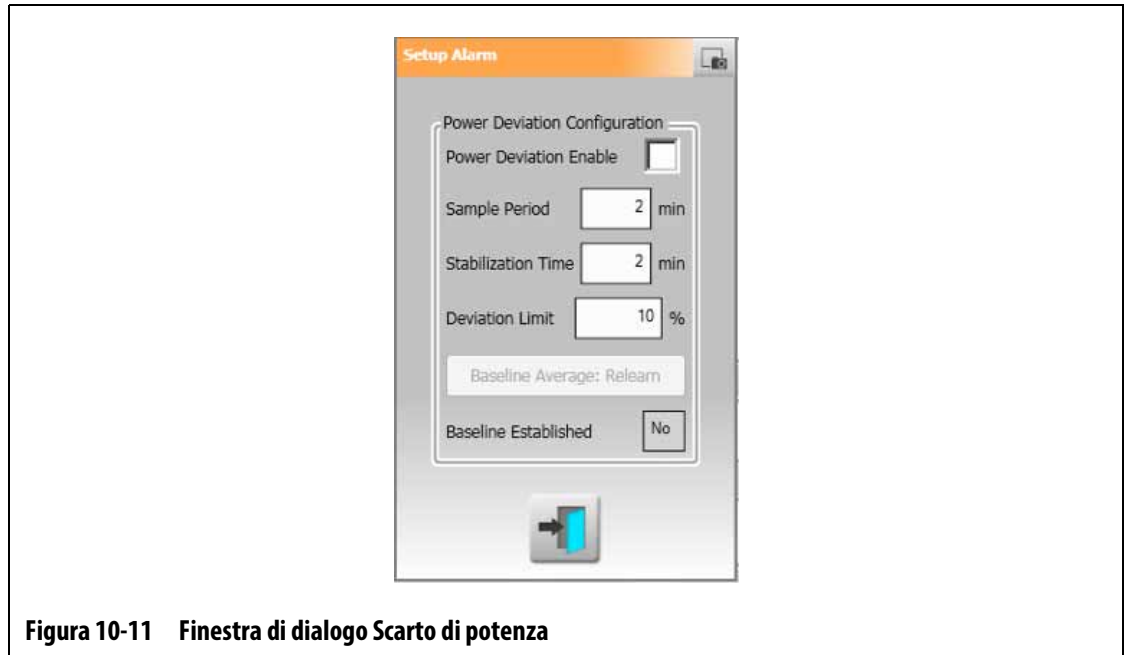 Setup Alarm
Power Deviation Configuration
Power Deviation Enable
Sample Period 2 min
Stabilization Time 2 min
Deviation Limit 10 %
Baseline Average: Relearn
Baseline Established No
Figura 10-11 Finestra di dialogo Scarto di potenza